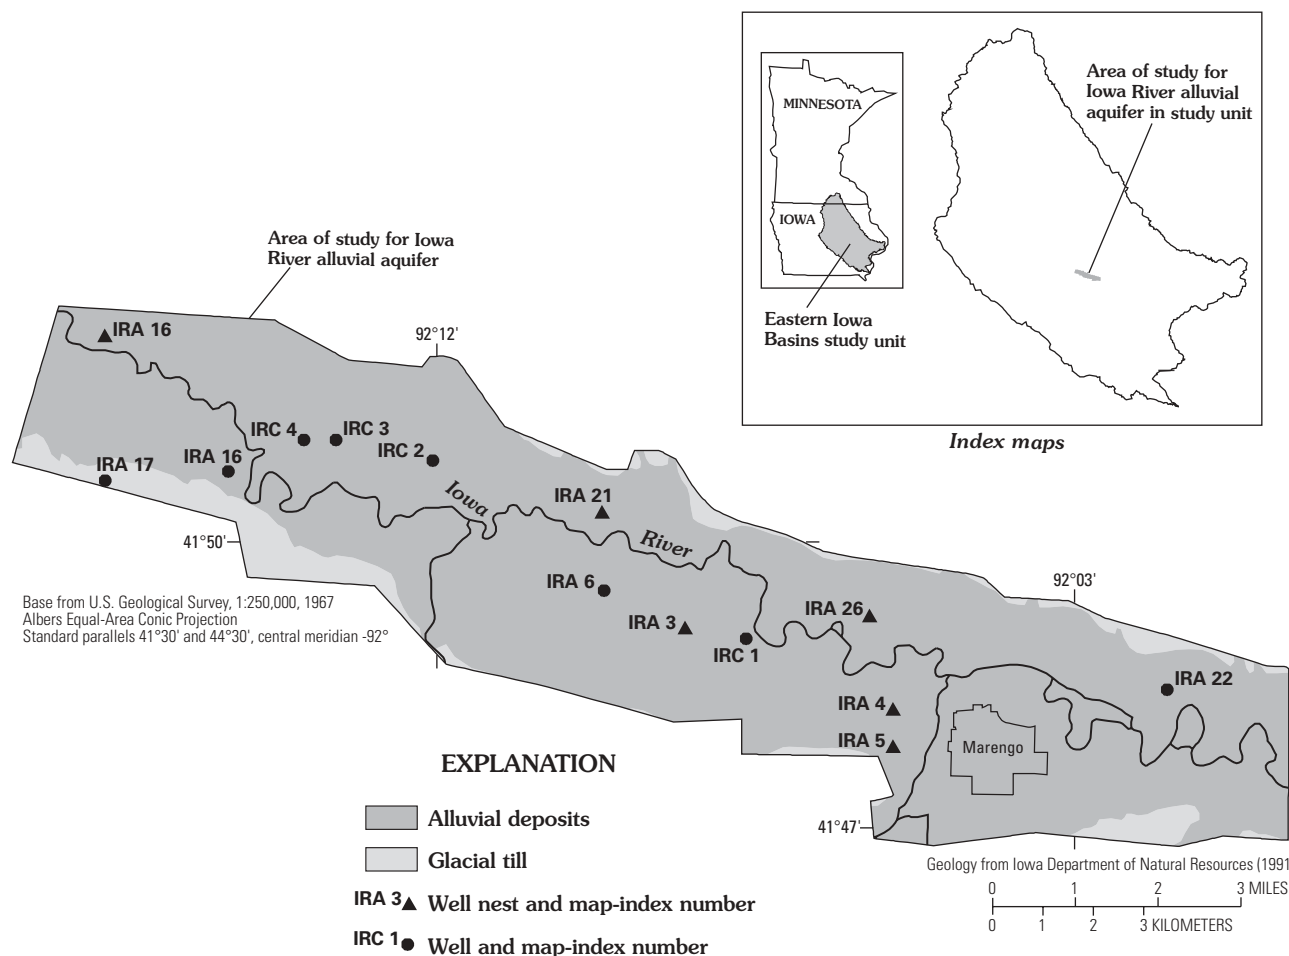 MINNESOTA
IOWA
Eastern Iowa
Basins study unit
Area of study for
Iowa River alluvial
aquifer in study unit
Index maps
Area of study for Iowa
River alluvial aquifer
92°12'
IRA 16
IRC 4
IRC 3
IRC 2
IRA 17
IRA 16
IRA 21
Iowa
River
41°50'
IRA 6
IRA 3
IRC 1
IRA 26
92°03'
IRA 22
IRA 4
IRA 5
Marengo
41°47'
Base from U.S. Geological Survey, 1:250,000, 1967
Albers Equal-Area Conic Projection
Standard parallels 41°30' and 44°30', central meridian -92°
EXPLANATION
Alluvial deposits
Glacial till
IRA 3 Well nest and map-index number
IRC 1 Well and map-index number
Geology from Iowa Department of Natural Resources (1991
0 1 2 3 MILES
0 1 2 3 KILOMETERS